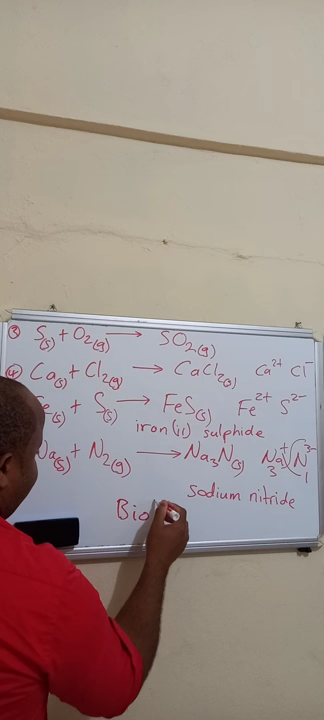 ③ S(s) + O2(g) → SO2(g)
④ Ca(s) + Cl2(g) → CaCl2(s) Ca²⁺ Cl⁻
Fe(s) + S(s) → FeS(s) Fe²⁺ S²⁻
iron (ii) sulphide
Na(s) + N2(g) → Na3N(s) Na⁺ N³⁻
3 1
Sodium nitride
Bio